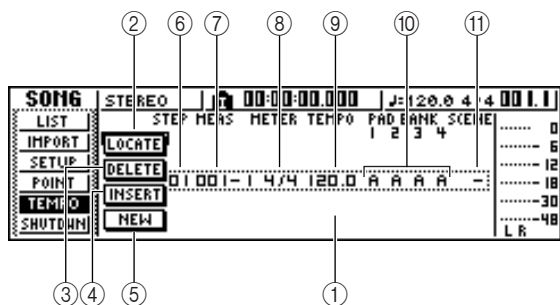 ② ⑥ ⑦ ⑧ ⑨ ⑩ ⑪
SONG STEREO 00:00:00.000 ♩=120.0 4/4 001.1
LIST STEP MEAS METER TEMPO PAD BANK SCENE
1 2 3 4
IMPORT LOCATE
SETUP DELETE
POINT 01 001-1 4/4 120.0 A A A A -
TEMPO INSERT
SHUTDWN NEW
0
6
12
18
30
48
L R
③ ④ ⑤ ①